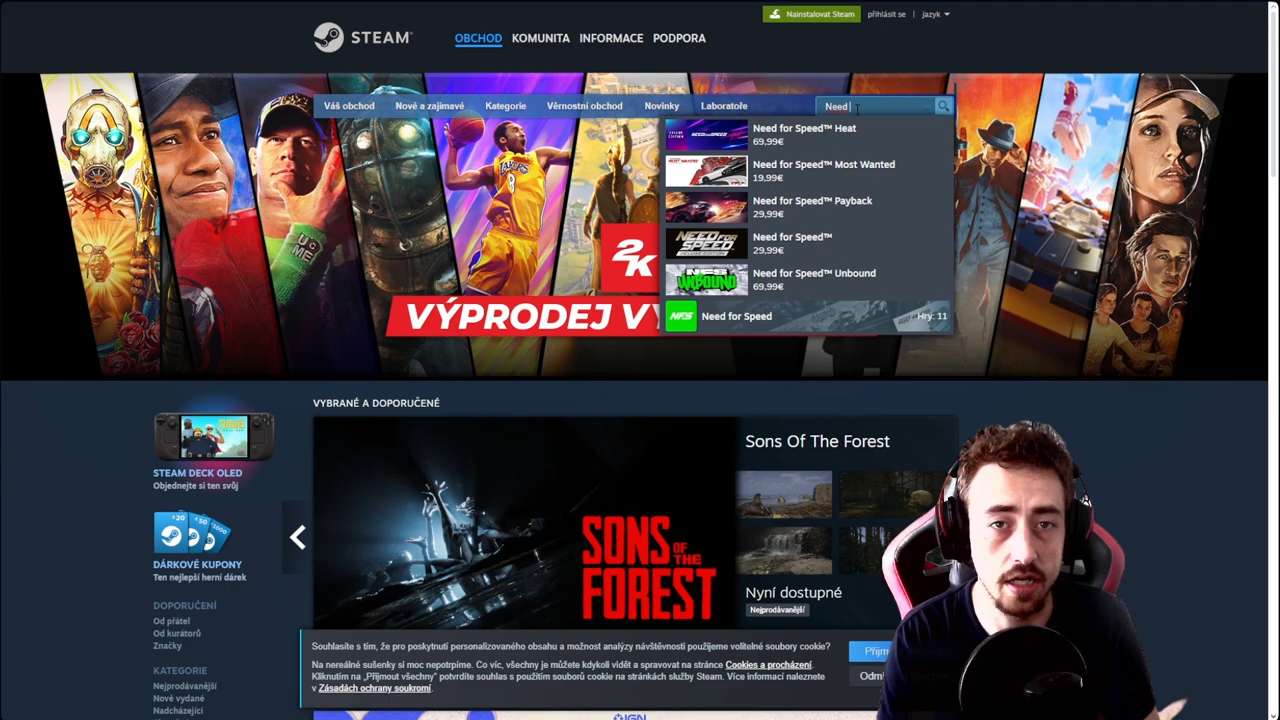 Nainstalovat Steam
přihlásit se
jazyk
STEAM
OBCHOD
KOMUNITA
INFORMACE
PODPORA
Váš obchod
Nové a zajímavé
Kategorie
Věrnostní obchod
Novinky
Laboratoře
Need
Need for Speed™ Heat
69,99€
Need for Speed™ Most Wanted
19,99€
Need for Speed™ Payback
29,99€
Need for Speed™
29,99€
Need for Speed™ Unbound
69,99€
Need for Speed
Hry: 11
LAKERS
8
2K
VÝPRODEJ VY
VYBRANÉ A DOPORUČENÉ
STEAM DECK OLED
Objednejte si ten svůj
DÁRKOVÉ KUPONY
Ten nejlepší herní dárek
DOPORUČENÍ
Od přátel
Od kurátorů
Značky
KATEGORIE
Nejprodávanější
Nově vydané
Nadcházející
SONS OF THE FOREST
Sons Of The Forest
Nyní dostupné
Nejprodávanější
Souhlasíte s tím, že pro poskytnutí personalizovaného obsahu a možnost analýzy návštěvnosti použijeme volitelné soubory cookie?
Na nereálné sušenky si moc nepotrpíme. Co víc, všechny je můžete kdykoli vidět a spravovat na stránce Cookies a procházení.
Kliknutím na „Přijmout všechny“ potvrdíte souhlas s použitím souborů cookie na stránkách služby Steam. Více informací naleznete
v Zásadách ochrany soukromí.
IGN